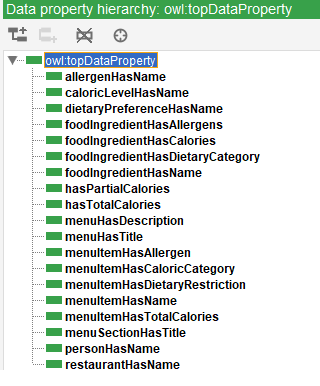 Data property hierarchy: owl:topDataProperty
owl:topDataProperty
allergenHasName
caloricLevelHasName
dietaryPreferenceHasName
foodIngredientHasAllergens
foodIngredientHasCalories
foodIngredientHasDietaryCategory
foodIngredientHasName
hasPartialCalories
hasTotalCalories
menuHasDescription
menuHasTitle
menuItemHasAllergen
menuItemHasCaloricCategory
menuItemHasDietaryRestriction
menuItemHasName
menuItemHasTotalCalories
menuSectionHasTitle
personHasName
restaurantHasName